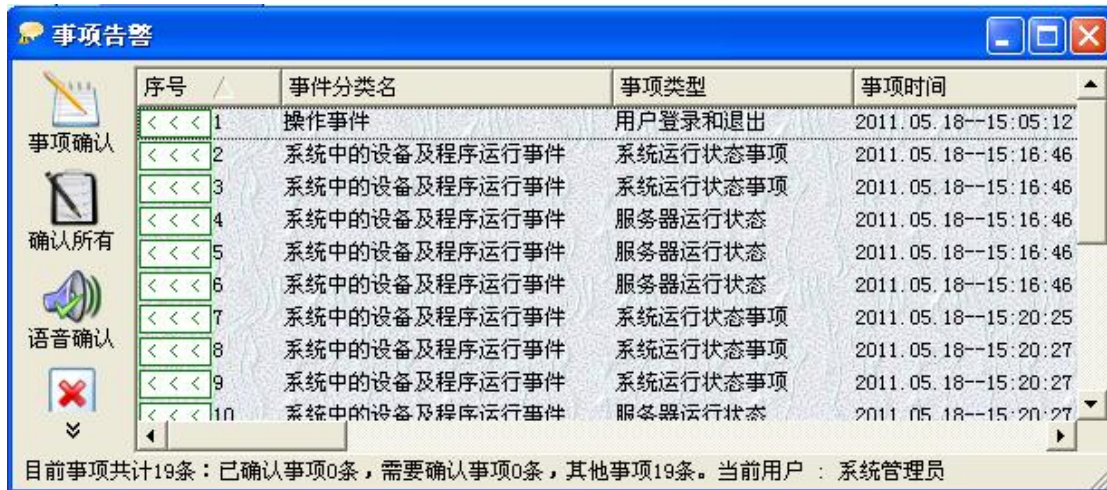 事项告警
序号 事件分类名 事项类型 事项时间
事项确认
确认所有
语音确认
< < < 1 操作事件 用户登录和退出 2011.05.18--15:05:12
< < < 2 系统中的设备及程序运行事件 系统运行状态事项 2011.05.18--15:16:46
< < < 3 系统中的设备及程序运行事件 系统运行状态事项 2011.05.18--15:16:46
< < < 4 系统中的设备及程序运行事件 服务器运行状态 2011.05.18--15:16:46
< < < 5 系统中的设备及程序运行事件 服务器运行状态 2011.05.18--15:16:46
< < < 6 系统中的设备及程序运行事件 服务器运行状态 2011.05.18--15:16:46
< < < 7 系统中的设备及程序运行事件 系统运行状态事项 2011.05.18--15:20:25
< < < 8 系统中的设备及程序运行事件 系统运行状态事项 2011.05.18--15:20:27
< < < 9 系统中的设备及程序运行事件 系统运行状态事项 2011.05.18--15:20:27
< < < 10 系统中的设备及程序运行事件 服务器运行状态 2011.05.18--15:20:27
目前事项共计19条：已确认事项0条，需要确认事项0条，其他事项19条。当前用户 : 系统管理员